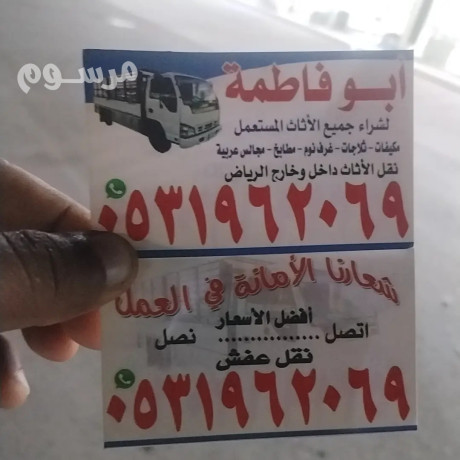 مرسوم
أبو فاطمة
لشراء جميع الأثاث المستعمل
مكيفات - ثلاجات - غرف نوم - مطابخ - مجالس عربية
نقل الأثاث داخل وخارج الرياض
٠٥٣١٩٦٢٠٦٩
شعارنا الأمانة في العمل
أفضل الأسعار
اتصل ............... نصل
نقل عفش
٠٥٣١٩٦٢٠٦٩